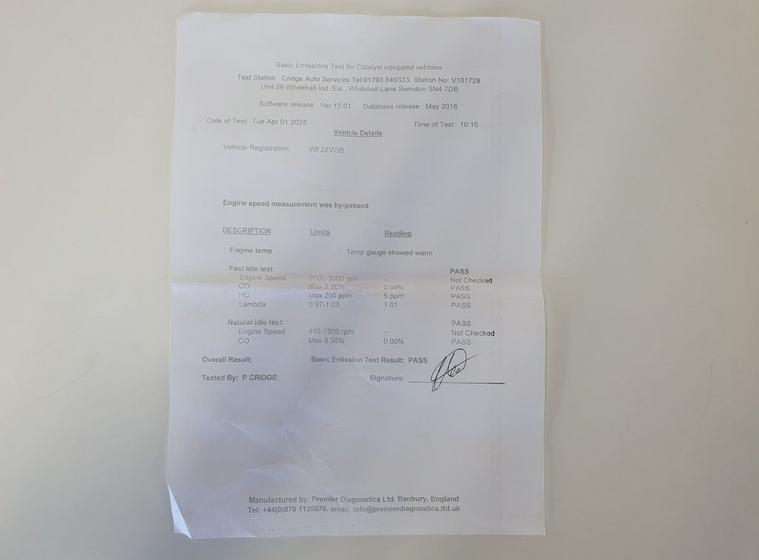 Basic Emissions Test for Catalyst equipped vehicles
Test Station : Cridge Auto Services Tel:01793 849333 Station No: V101728
Unit 26 Whitehall Ind. Est., Whitehall Lane Swindon SN4 7DB
Software release: Ver 12.01 Database release: May 2018
Date of Test: Tue Apr 01 2025 Time of Test: 10:15
Vehicle Details
Vehicle Registration: WF22VOB
Engine speed measurement was by-passed
DESCRIPTION Limits Reading
Engine temp Temp gauge showed warm
Fast Idle test PASS
Engine Speed 2500-3000 rpm -- Not Checked
CO Max 0.20% 0.00% PASS
HC Max 200 ppm 5 ppm PASS
Lambda 0.97-1.03 1.01 PASS
Natural idle test: PASS
Engine Speed 450-1500 rpm -- Not Checked
CO Max 0.30% 0.00% PASS
Overall Result: Basic Emission Test Result: PASS
Tested By: P CRIDGE Signature:
Manufactured by: Premier Diagnostics Ltd. Banbury, England
Tel: +44(0)870 1126076. email: info@premierdiagnostics.ltd.uk